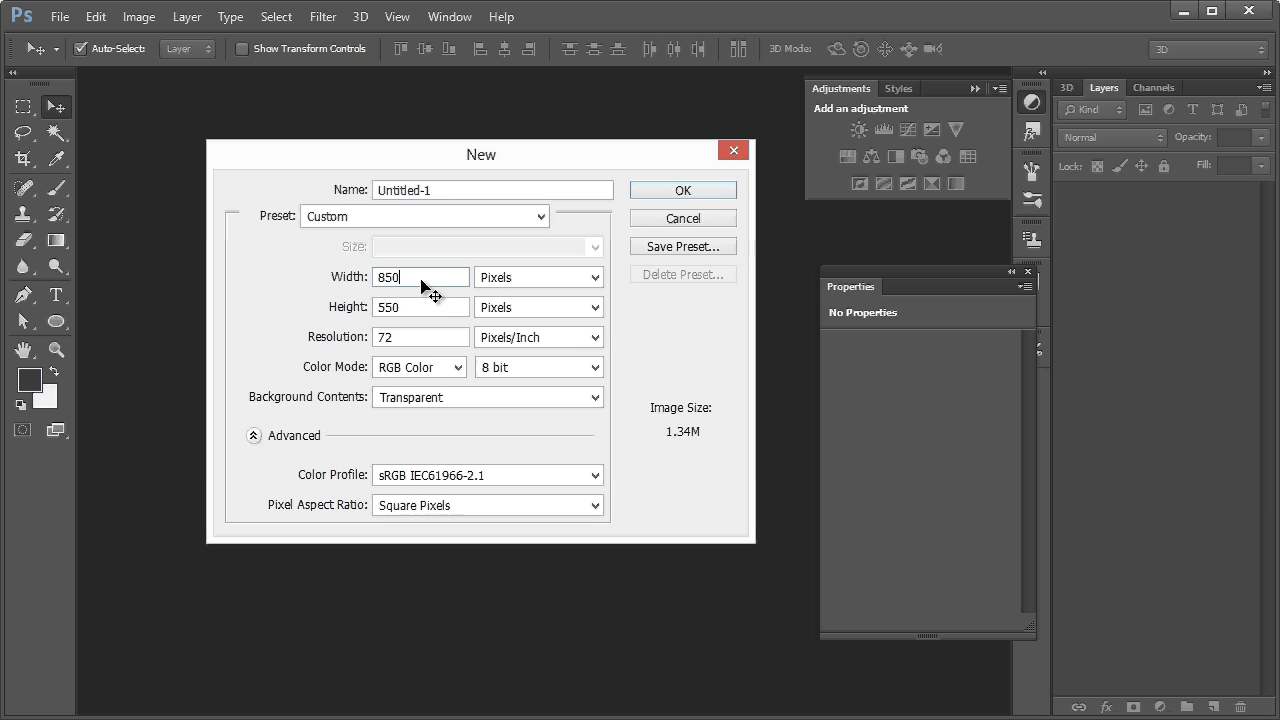 Ps File Edit Image Layer Type Select Filter 3D View Window Help
Auto-Select: Layer Show Transform Controls 3D Mode: 3D
Adjustments Styles
Add an adjustment
3D Layers Channels
Kind
Normal Opacity:
Lock: Fill:
New
Name: Untitled-1 OK
Preset: Custom Cancel
Size: Save Preset...
Width: 850 Pixels Delete Preset...
Height: 550 Pixels
Resolution: 72 Pixels/Inch
Color Mode: RGB Color 8 bit
Background Contents: Transparent
Image Size:
1.34M
Advanced
Color Profile: sRGB IEC61966-2.1
Pixel Aspect Ratio: Square Pixels
Properties
No Properties